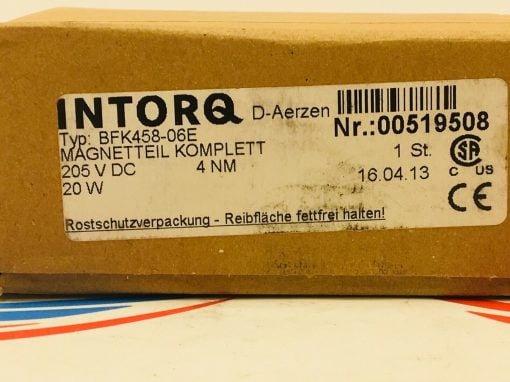 INTORQ D-Aerzen
Typ: BFK458-06E Nr.:00519508
MAGNETTEIL KOMPLETT 1 St.
205 V DC 4 NM 16.04.13
20 W
SA
C US
CE
Rostschutzverpackung - Reibfläche fettfrei halten!